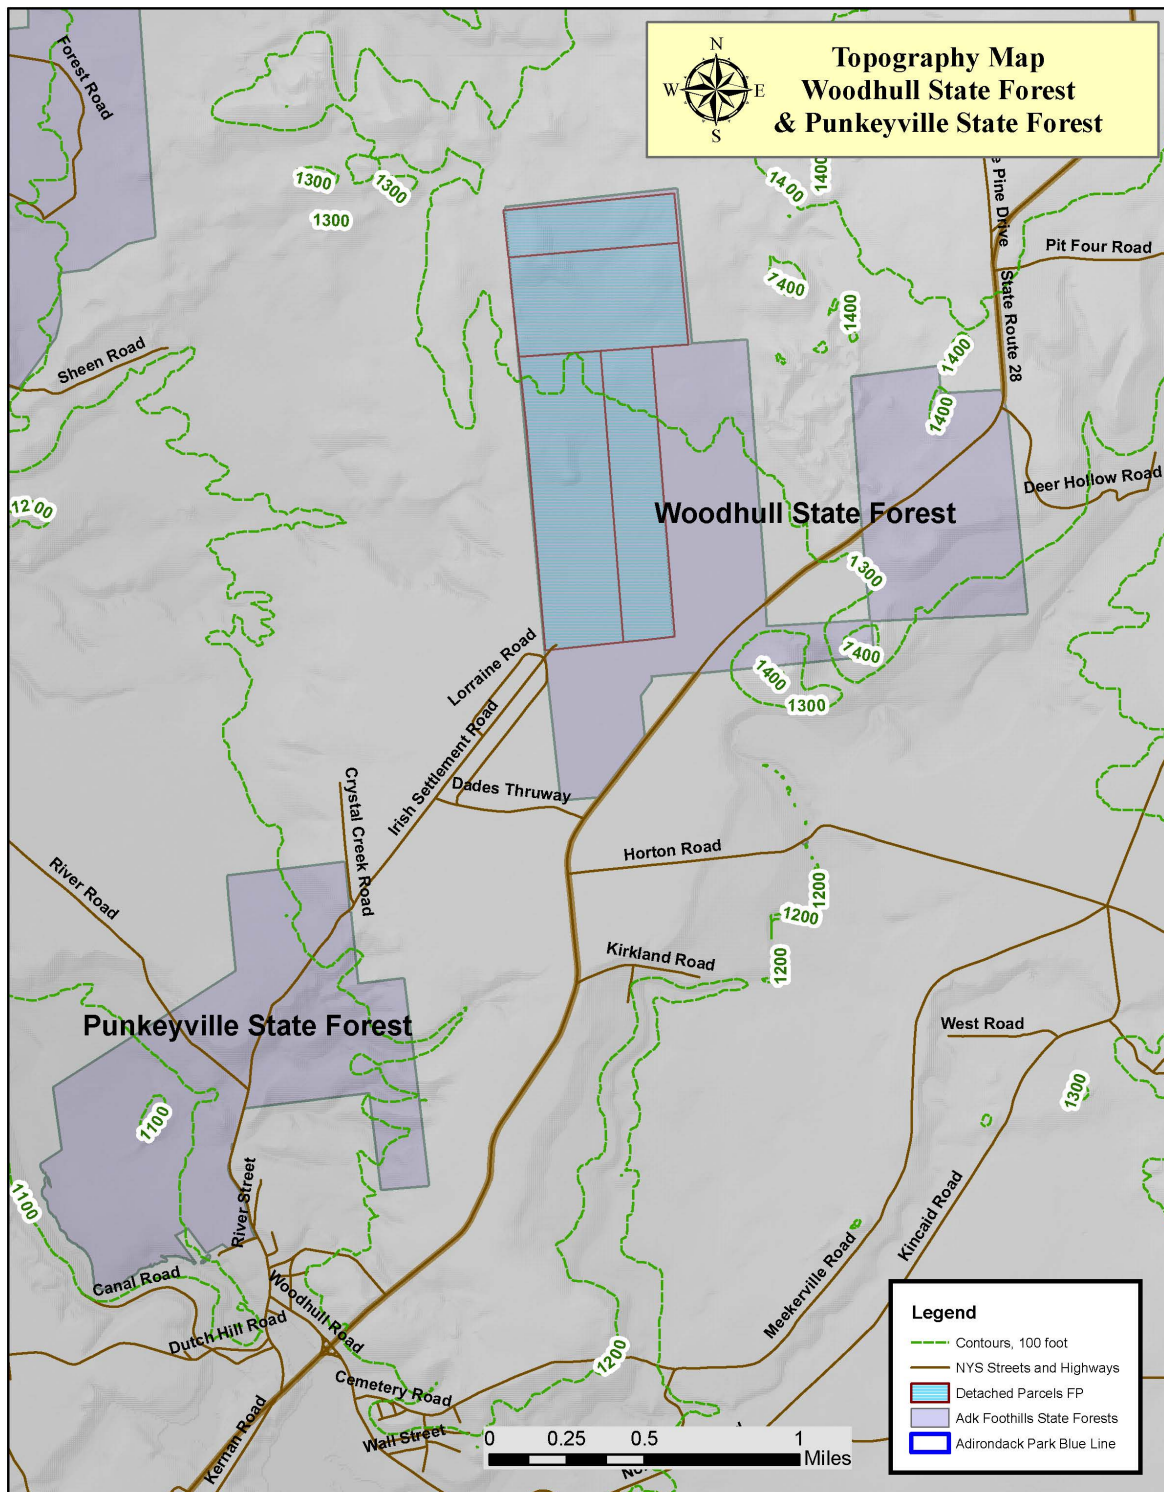 Topography Map
Woodhull State Forest
& Punkeyville State Forest
N
W
E
S
Forest Road
1300
1300
1300
1400
1400
e Pine Drive
Pit Four Road
1400
1400
State Route 28
Sheen Road
1400
1400
Deer Hollow Road
1200
Woodhull State Forest
1300
Lorraine Road
1400
1400
1300
Irish Settlement Road
Dades Thruway
Crystal Creek Road
Horton Road
River Road
1200
1200
Kirkland Road
1200
Punkeyville State Forest
West Road
1300
1100
1100
River Street
Kincaid Road
Canal Road
Meekerville Road
Woodhull Road
Dutch Hill Road
1200
Cemetery Road
Kernan Road
Wall Street
Legend
Contours, 100 foot
NYS Streets and Highways
Detached Parcels FP
Adk Foothills State Forests
Adirondack Park Blue Line
0 0.25 0.5 1
Miles